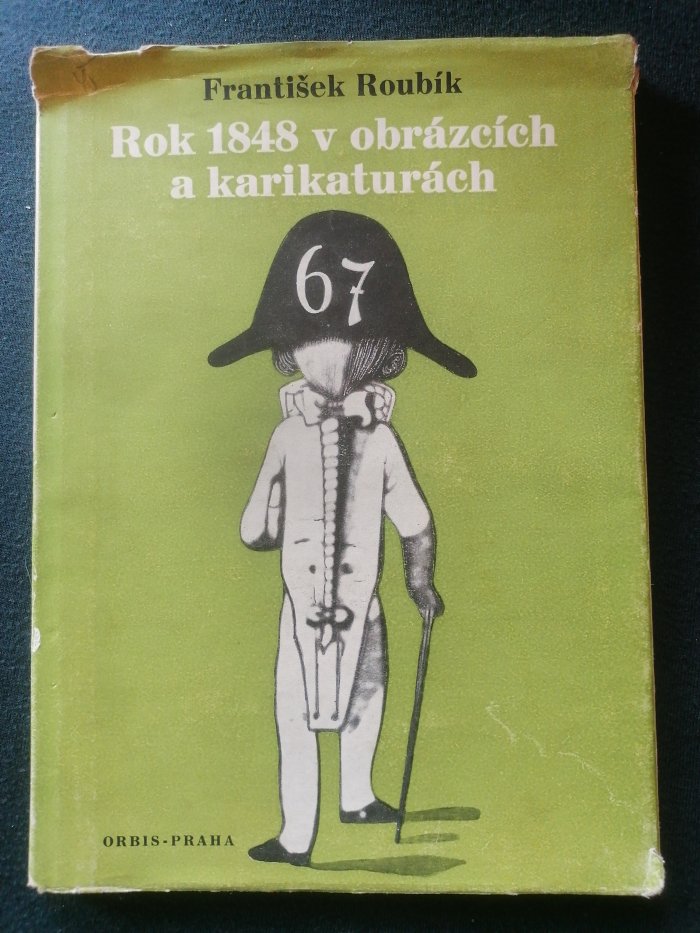 František Roubík
Rok 1848 v obrázcích
a karikaturách
67
ORBIS-PRAHA